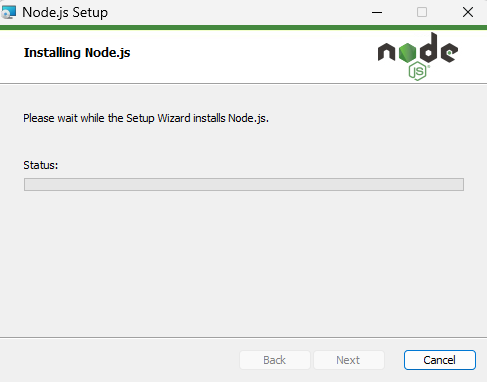 Node.js Setup
Installing Node.js
node
JS
Please wait while the Setup Wizard installs Node.js.
Status:
Back
Next
Cancel